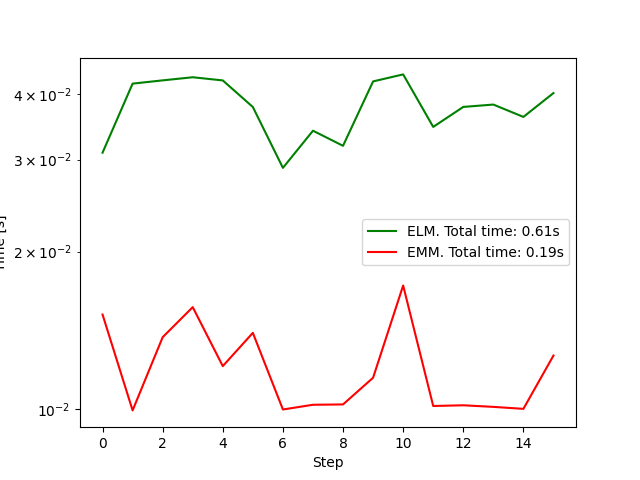 4 × 10⁻²
3 × 10⁻²
2 × 10⁻²
10⁻²
Time [s]
ELM. Total time: 0.61s
EMM. Total time: 0.19s
0 2 4 6 8 10 12 14
Step